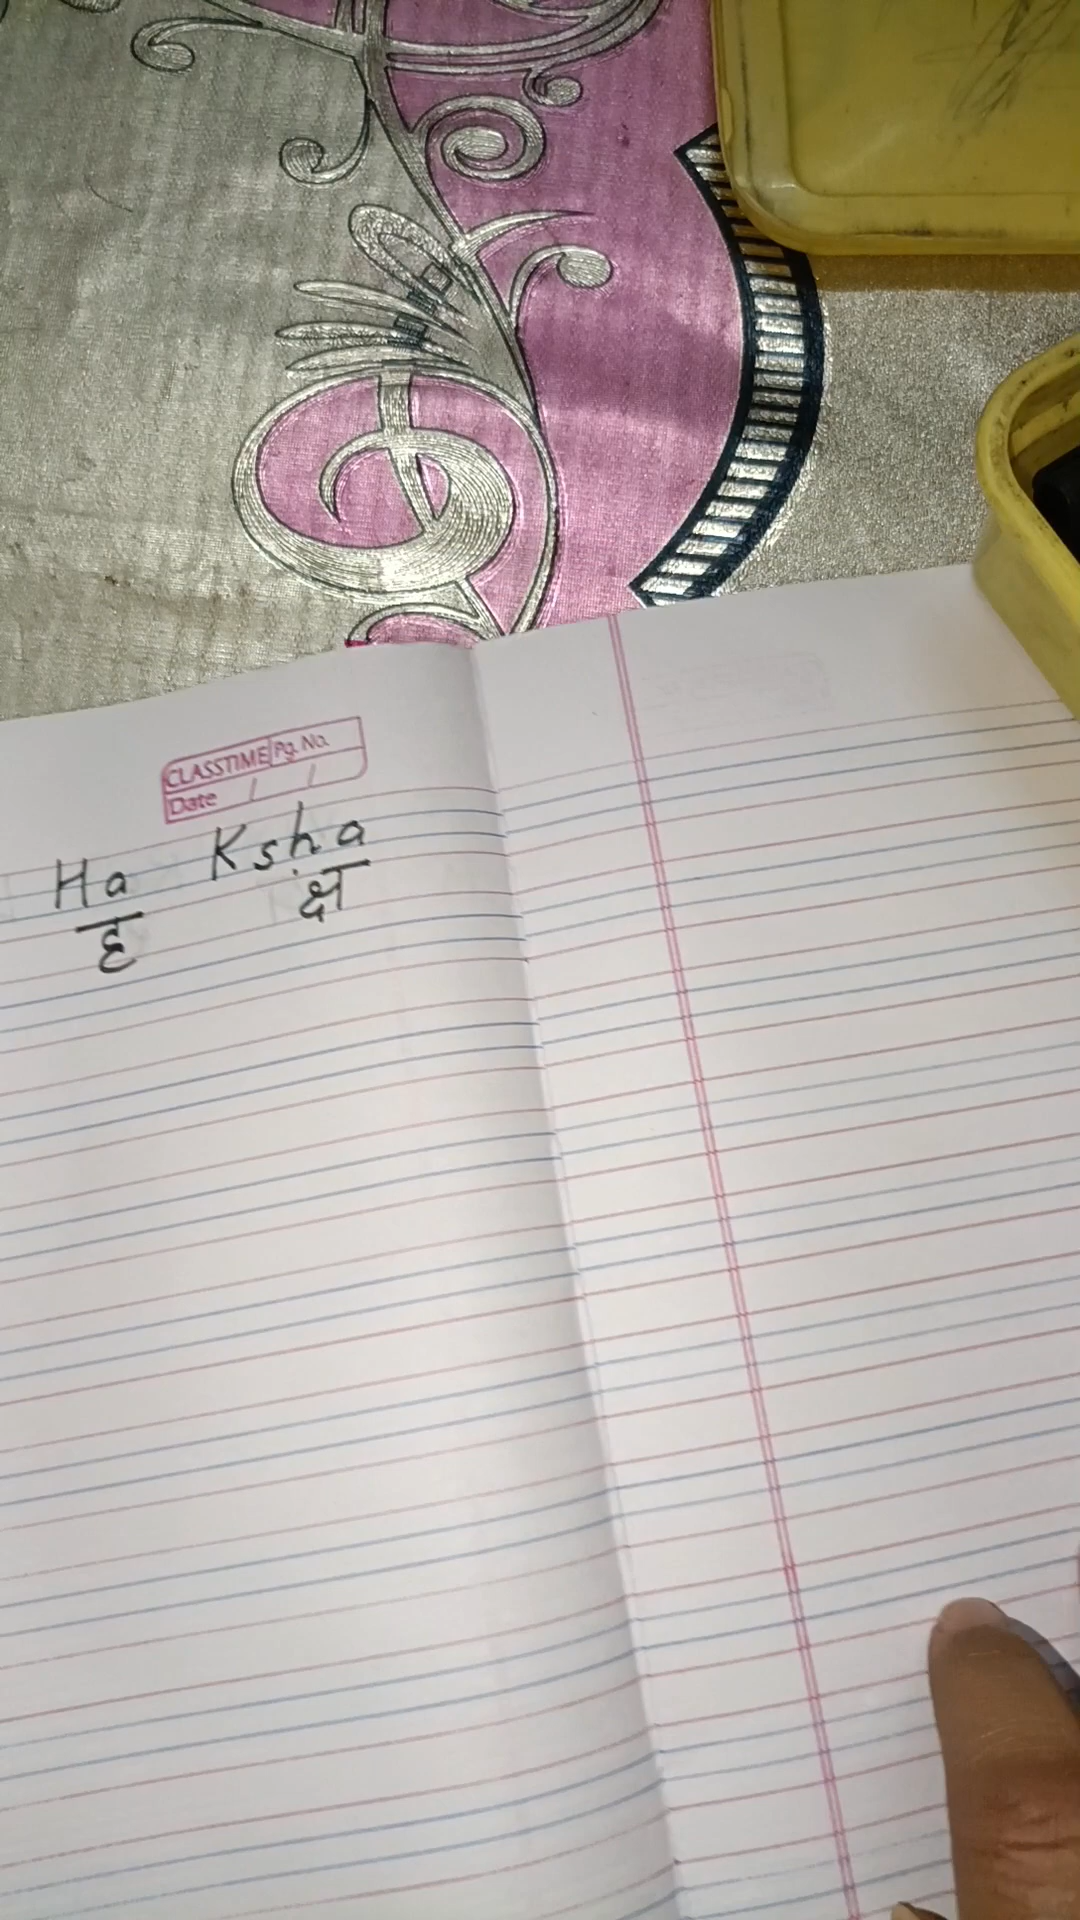 CLASSTIME Pg. No.
Date / /
Ha Ksha
ह क्ष